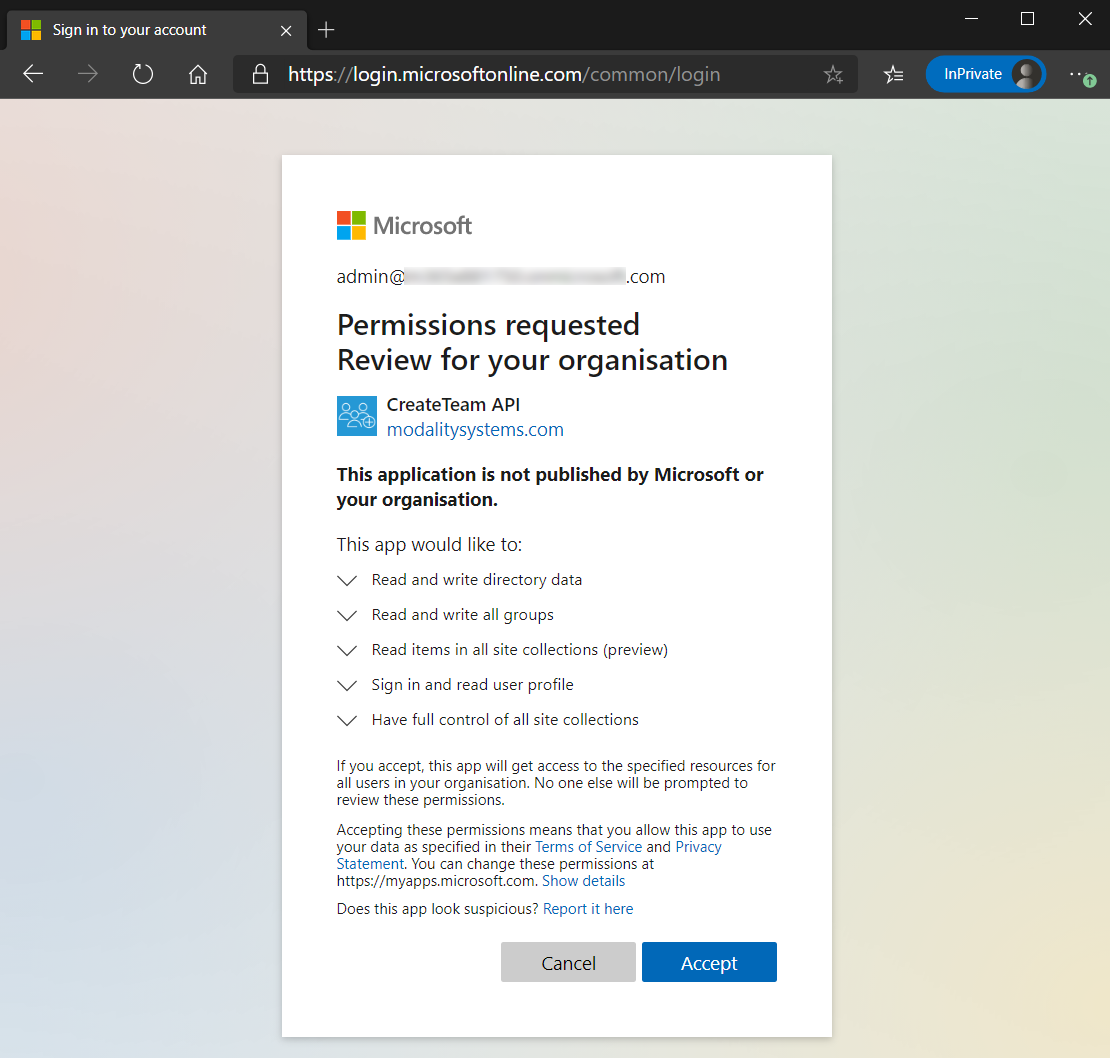 Sign in to your account
https://login.microsoftonline.com/common/login
InPrivate
Microsoft
admin@ .com
Permissions requested
Review for your organisation
CreateTeam API
modalitysystems.com
This application is not published by Microsoft or
your organisation.
This app would like to:
Read and write directory data
Read and write all groups
Read items in all site collections (preview)
Sign in and read user profile
Have full control of all site collections
If you accept, this app will get access to the specified resources for
all users in your organisation. No one else will be prompted to
review these permissions.
Accepting these permissions means that you allow this app to use
your data as specified in their Terms of Service and Privacy
Statement. You can change these permissions at
https://myapps.microsoft.com. Show details
Does this app look suspicious? Report it here
Cancel
Accept